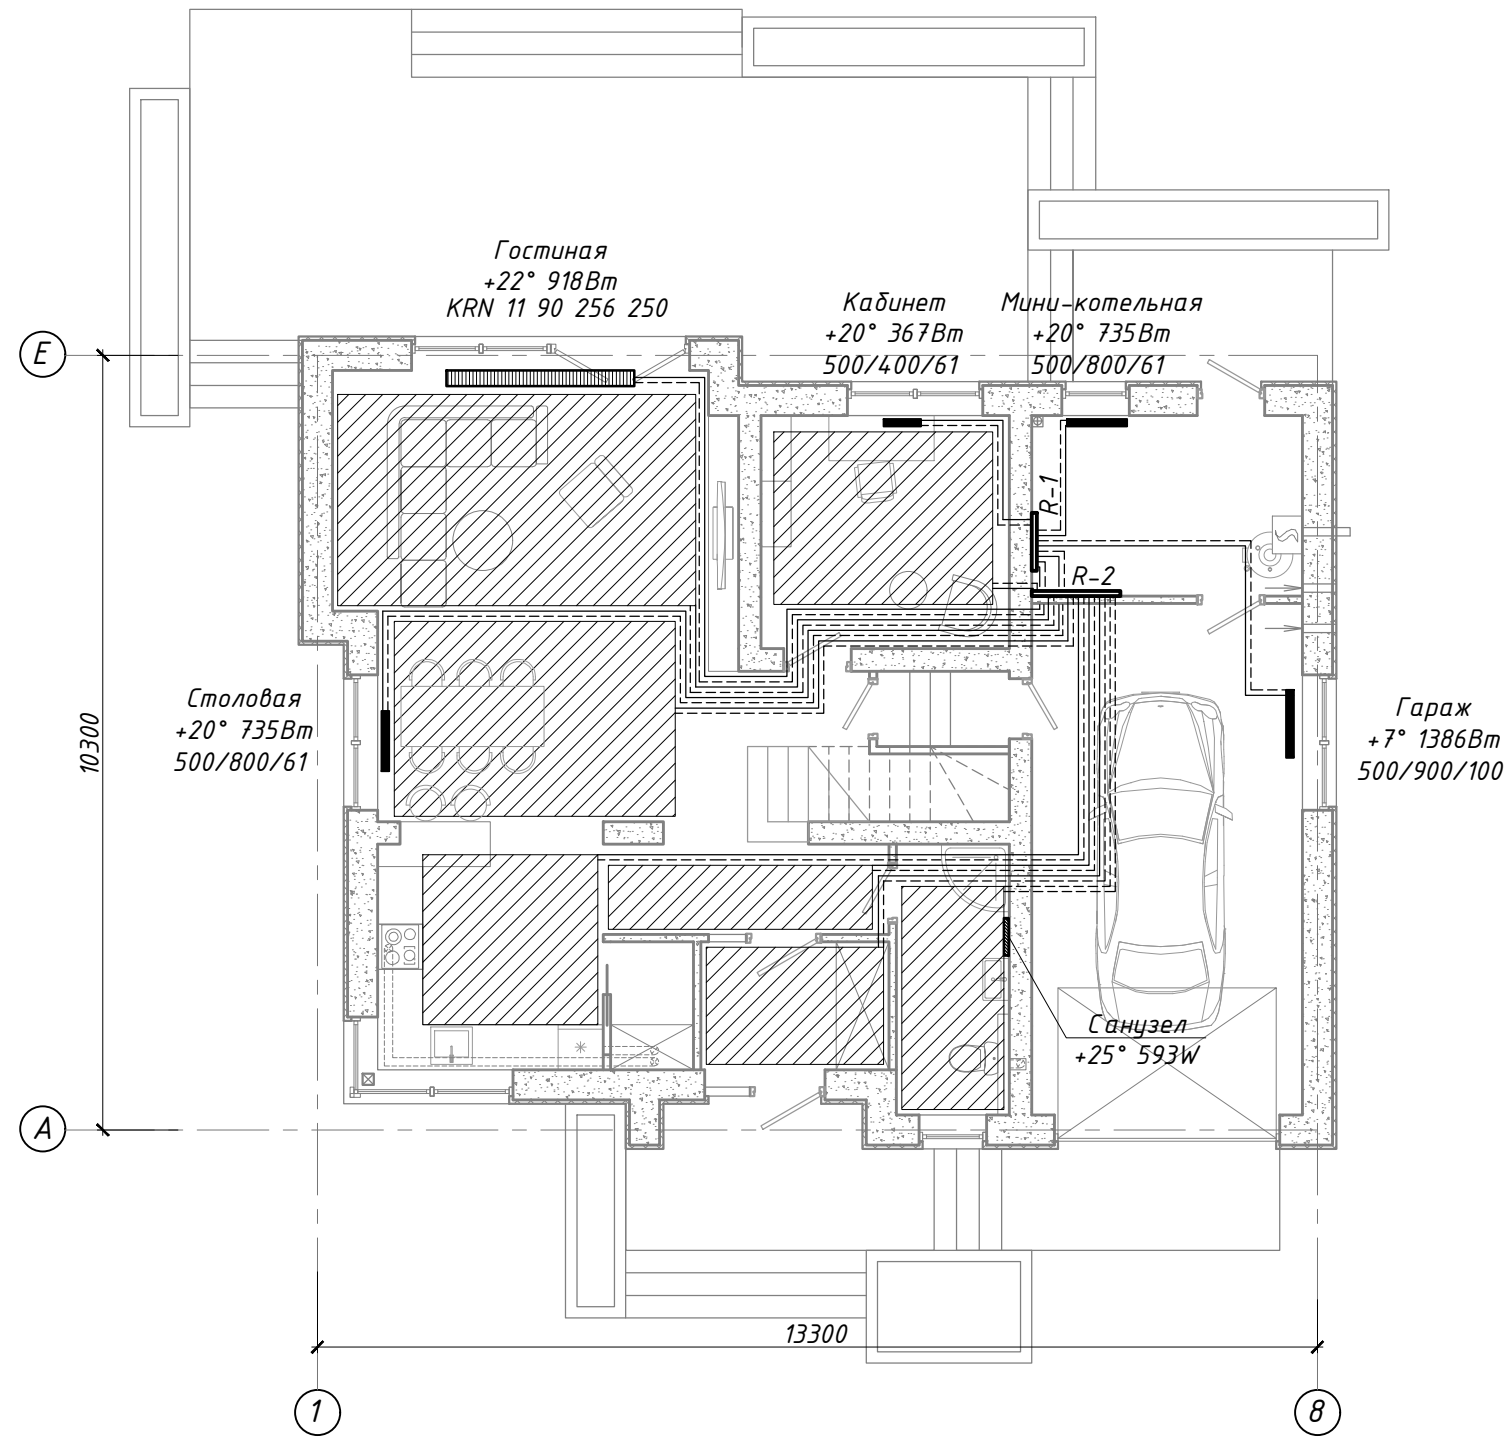 Гостиная
+22° 918Вт
KRN 11 90 256 250
Кабинет
+20° 367Вт
500/400/61
Мини-котельная
+20° 735Вт
500/800/61
E
R-1
R-2
Столовая
+20° 735Вт
500/800/61
10300
Гараж
+7° 1386Вт
500/900/100
Санузел
+25° 593W
A
13300
1
8